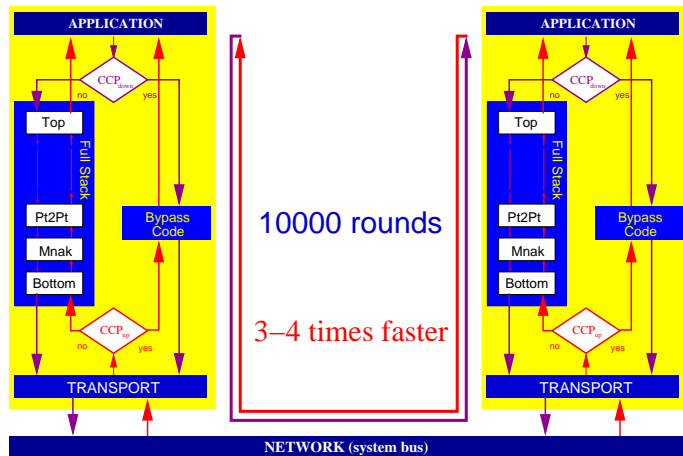 APPLICATION
CCPdown
no
yes
Top
Full Stack
Pt2Pt
Bypass
Code
Mnak
Bottom
CCPup
no
yes
TRANSPORT
10000 rounds
3–4 times faster
APPLICATION
CCPdown
no
yes
Top
Full Stack
Pt2Pt
Bypass
Code
Mnak
Bottom
CCPup
no
yes
TRANSPORT
NETWORK (system bus)